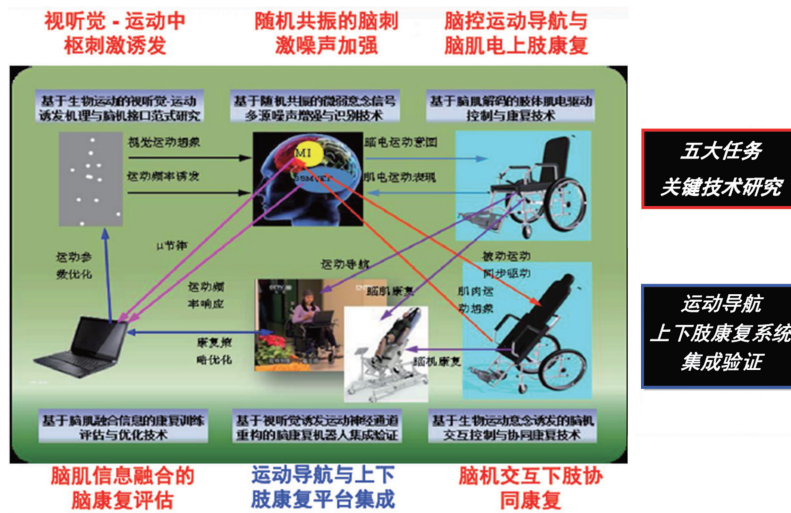 视听觉 - 运动中
枢刺激诱发
随机共振的脑刺
激噪声加强
脑控运动导航与
脑肌电上肢康复
基于生物运动的视听觉-运动
诱发机理与脑机接口范式研究
基于随机共振的微弱意念信号
多源噪声增强与识别技术
基于脑肌解码的肢体肌电驱动
控制与康复技术
视觉运动想象
运动频率诱发
MI
SSMVEP
脑电运动意图
肌电运动表现
五大任务
关键技术研究
运动参
数优化
μ节律
运动频
率响应
运动导航
脑肌康复
被动运动
同步驱动
肌肉运
动想象
康复策
略优化
脑机康复
运动导航
上下肢康复系统
集成验证
基于脑肌融合信息的康复训练
评估与优化技术
基于视听觉诱发运动神经通道
重构的脑康复机器人集成验证
基于生物运动意念诱发的脑机
交互控制与协同康复技术
脑肌信息融合的
脑康复评估
运动导航与上下
肢康复平台集成
脑机交互下肢协
同康复